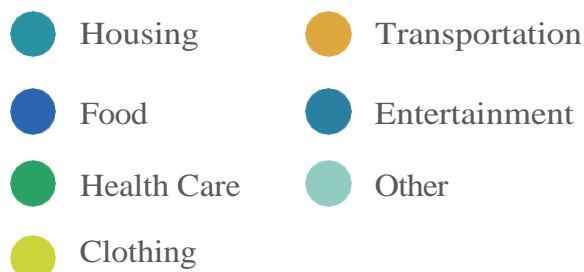 Housing
Food
Health Care
Clothing
Transportation
Entertainment
Other